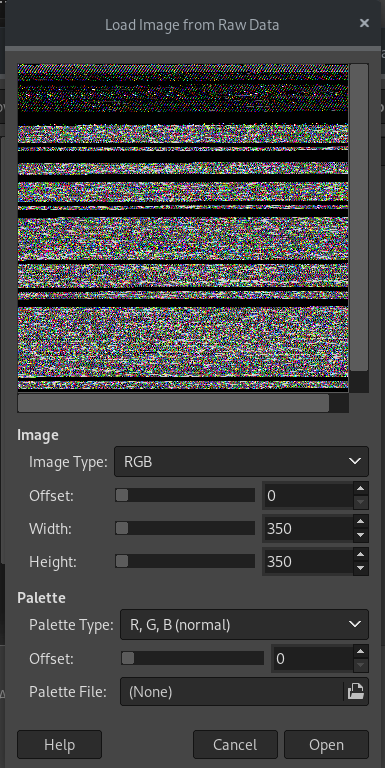 Load Image from Raw Data
Image
Image Type: RGB
Offset: 0
Width: 350
Height: 350
Palette
Palette Type: R, G, B (normal)
Offset: 0
Palette File: (None)
Help Cancel Open